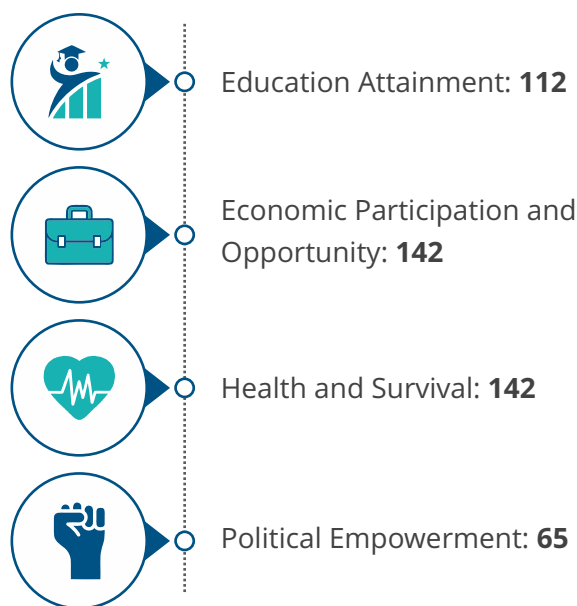 Education Attainment: 112
Economic Participation and
Opportunity: 142
Health and Survival: 142
Political Empowerment: 65